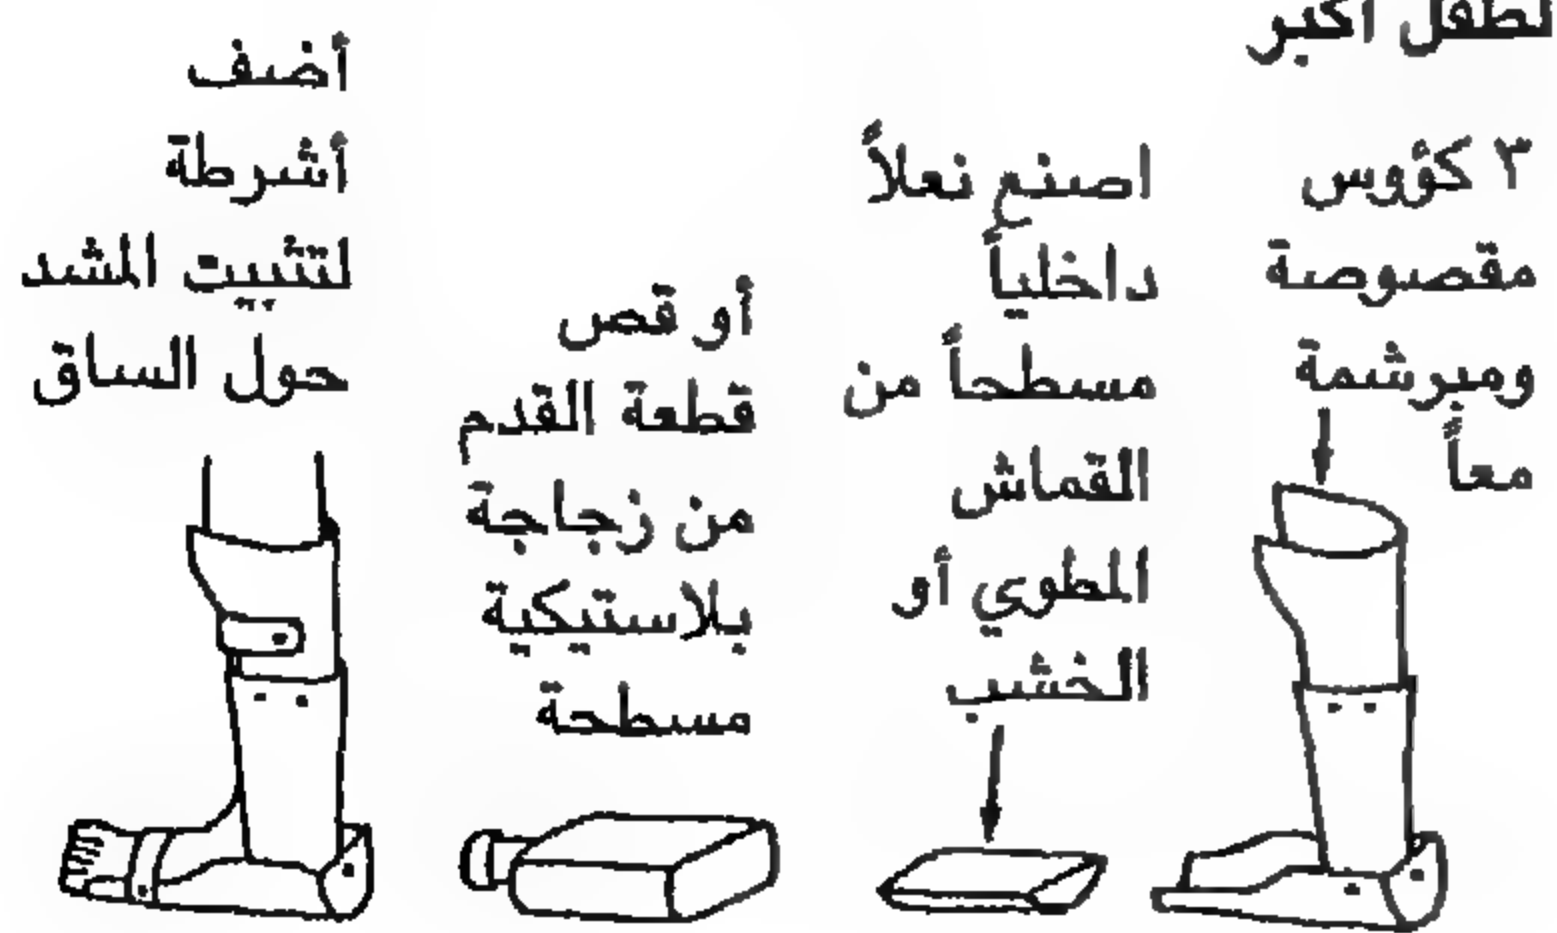 لطفل أكبر
٣ كؤوس
مقصوصة
ومبرشمة
معاً
اصنع نعلاً
داخلياً
مسطحاً من
القماش
المطوي أو
الخشب
أو قص
قطعة القدم
من زجاجة
بلاستيكية
مسطحة
أضف
أشرطة
لتثبيت المشد
حول الساق